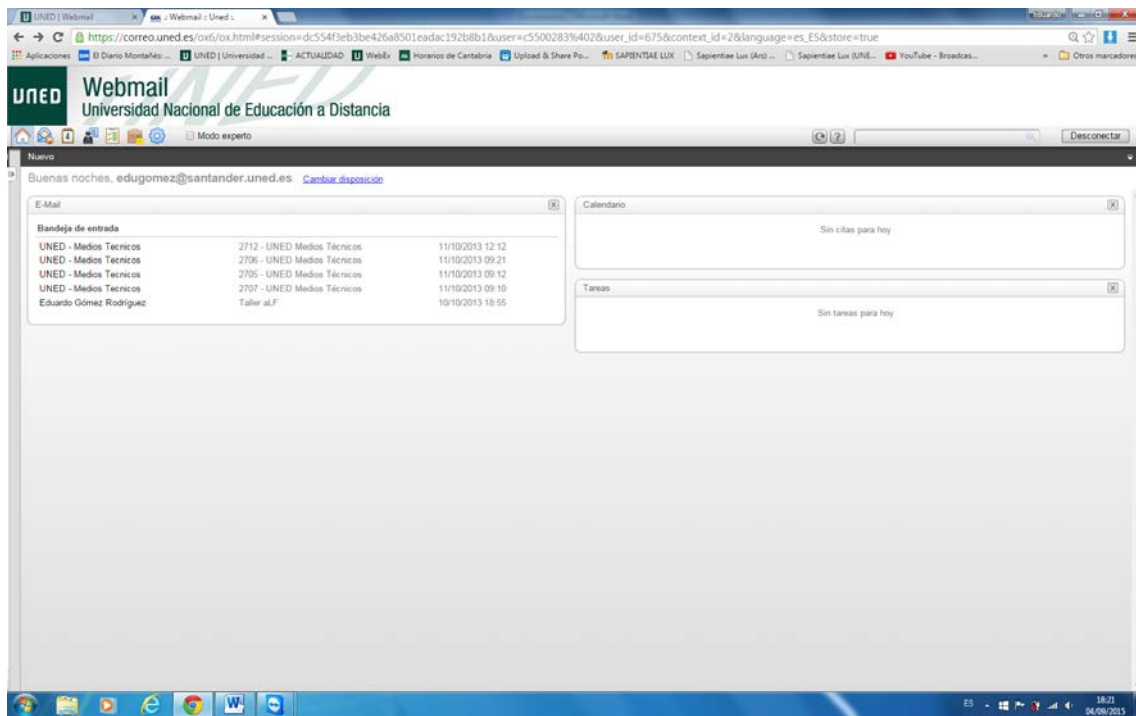 UNED | Webmail
.: Webmail :: Uned :.
Eduardo
https://correo.uned.es/ox6/ox.html#session=dc554f3eb3be426a8501eadac192b8b1&user=c5500283%402&user_id=675&context_id=2&language=es_ES&store=true
Aplicaciones El Diario Montañés: ... UNED | Universidad ... - ACTUALIDAD WebEx Horarios de Cantabria Upload & Share Po... SAPIENTIAE LUX Sapientiae Lux (Ars) ... Sapientiae Lux (UNE... YouTube - Broadcas... » Otros marcadores
UNED Webmail
Universidad Nacional de Educación a Distancia
Modo experto Desconectar
Nuevo
Buenas noches, edugomez@santander.uned.es. Cambiar disposición
E-Mail
Bandeja de entrada
UNED - Medios Tecnicos 2712 - UNED Medios Técnicos 11/10/2013 12:12
UNED - Medios Tecnicos 2706 - UNED Medios Técnicos 11/10/2013 09:21
UNED - Medios Tecnicos 2705 - UNED Medios Técnicos 11/10/2013 09:12
UNED - Medios Tecnicos 2707 - UNED Medios Técnicos 11/10/2013 09:10
Eduardo Gómez Rodríguez Taller aLF 10/10/2013 18:55
Calendario
Sin citas para hoy
Tareas
Sin tareas para hoy
ES 18:21
04/09/2015